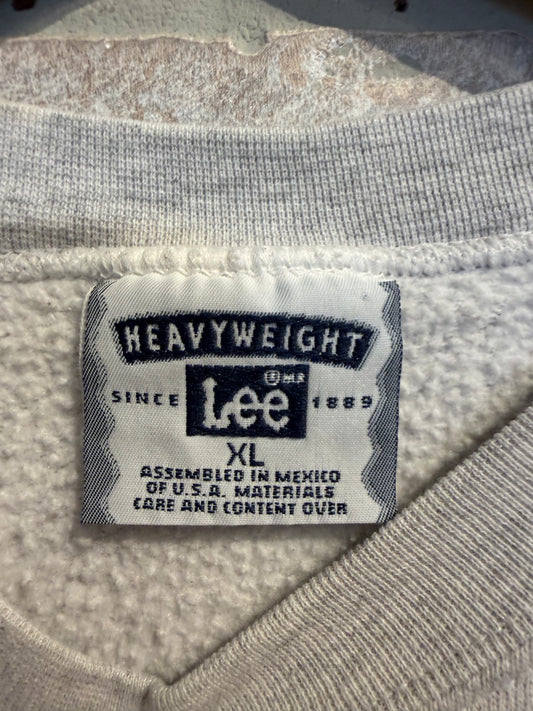 HEAVYWEIGHT
® M.R
SINCE Lee 1889
XL
ASSEMBLED IN MEXICO
OF U.S.A. MATERIALS
CARE AND CONTENT OVER